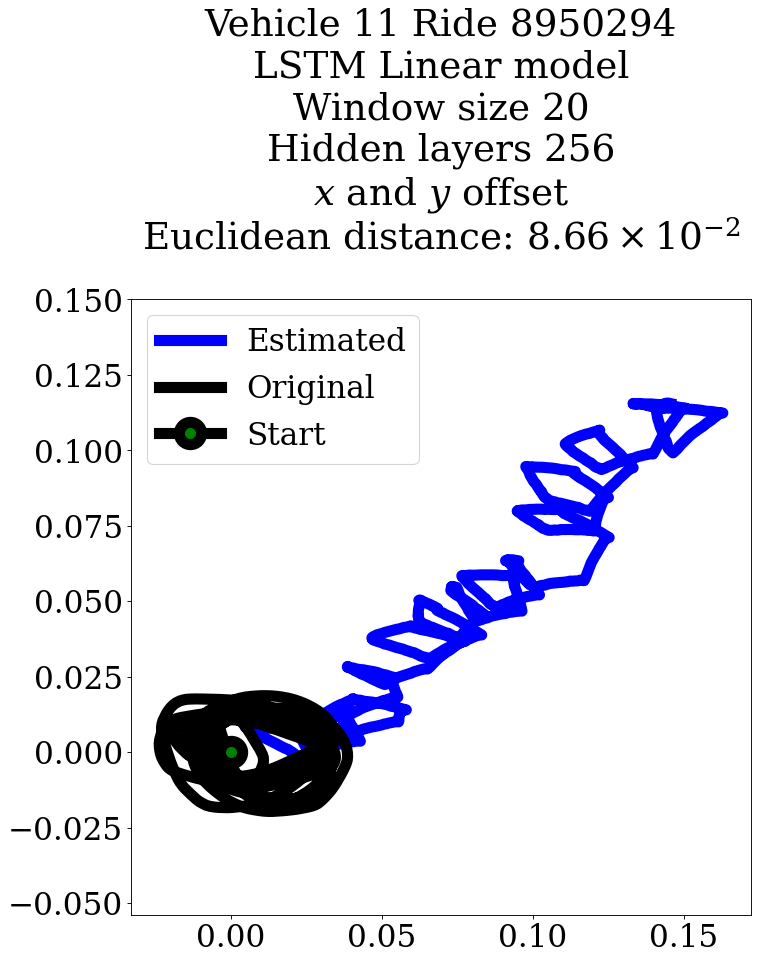 Vehicle 11 Ride 8950294
LSTM Linear model
Window size 20
Hidden layers 256
x and y offset
Euclidean distance: 8.66 × 10⁻²
0.150
0.125
0.100
0.075
0.050
0.025
0.000
−0.025
−0.050
Estimated
Original
Start
0.00 0.05 0.10 0.15